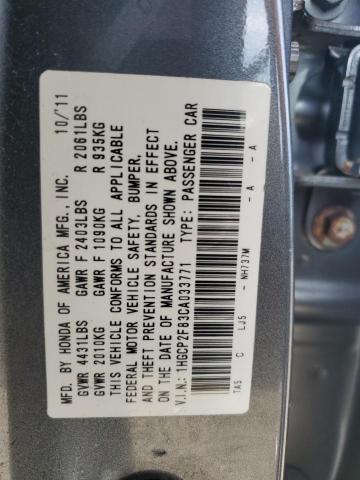 MFD. BY HONDA OF AMERICA MFG., INC. 10/'11
GVWR 4431LBS GAWR F 2403LBS R 2061LBS
GVWR 2010KG GAWR F 1090KG R 935KG
THIS VEHICLE CONFORMS TO ALL APPLICABLE
FEDERAL MOTOR VEHICLE SAFETY, BUMPER,
AND THEFT PREVENTION STANDARDS IN EFFECT
ON THE DATE OF MANUFACTURE SHOWN ABOVE.
V.I.N.: 1HGCP2F83CA033771 TYPE: PASSENGER CAR
TA5 C LJ5 - NH737M - A - A